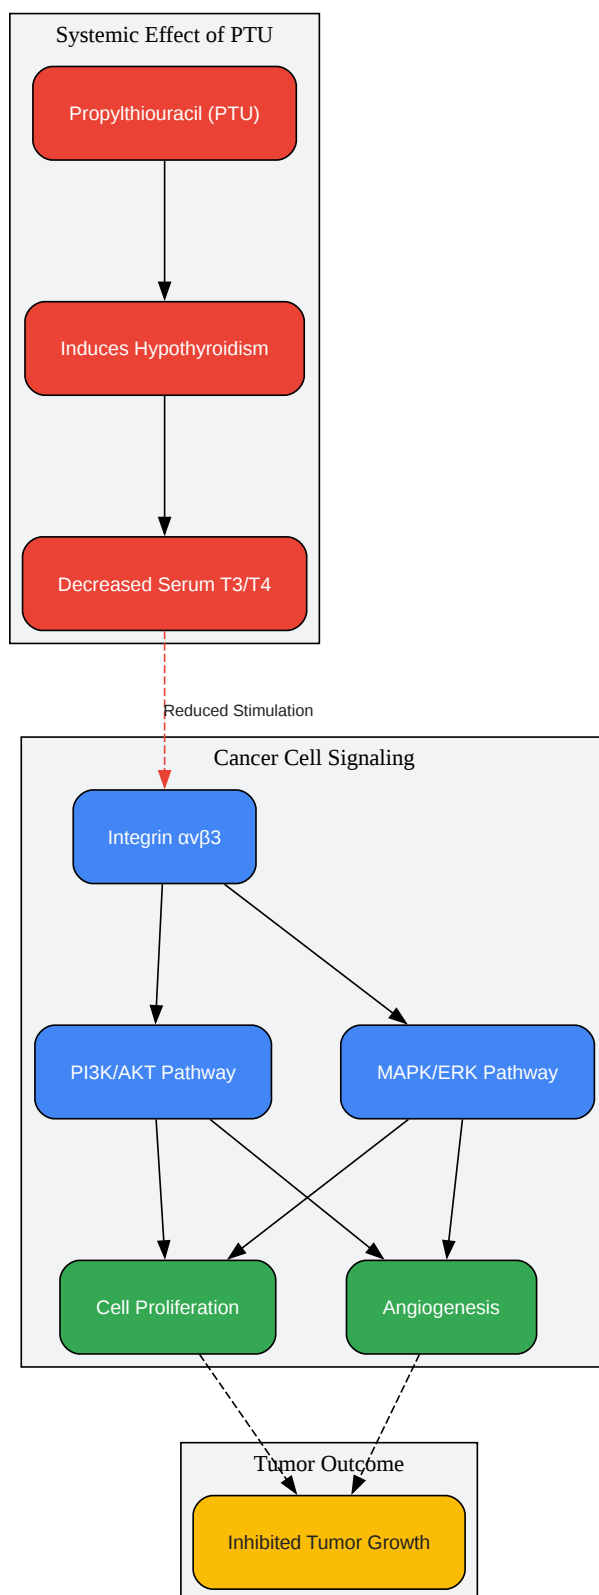 Systemic Effect of PTU
Propylthiouracil (PTU)
Induces Hypothyroidism
Decreased Serum T3/T4
Reduced Stimulation
Cancer Cell Signaling
Integrin αvβ3
PI3K/AKT Pathway
MAPK/ERK Pathway
Cell Proliferation
Angiogenesis
Tumor Outcome
Inhibited Tumor Growth